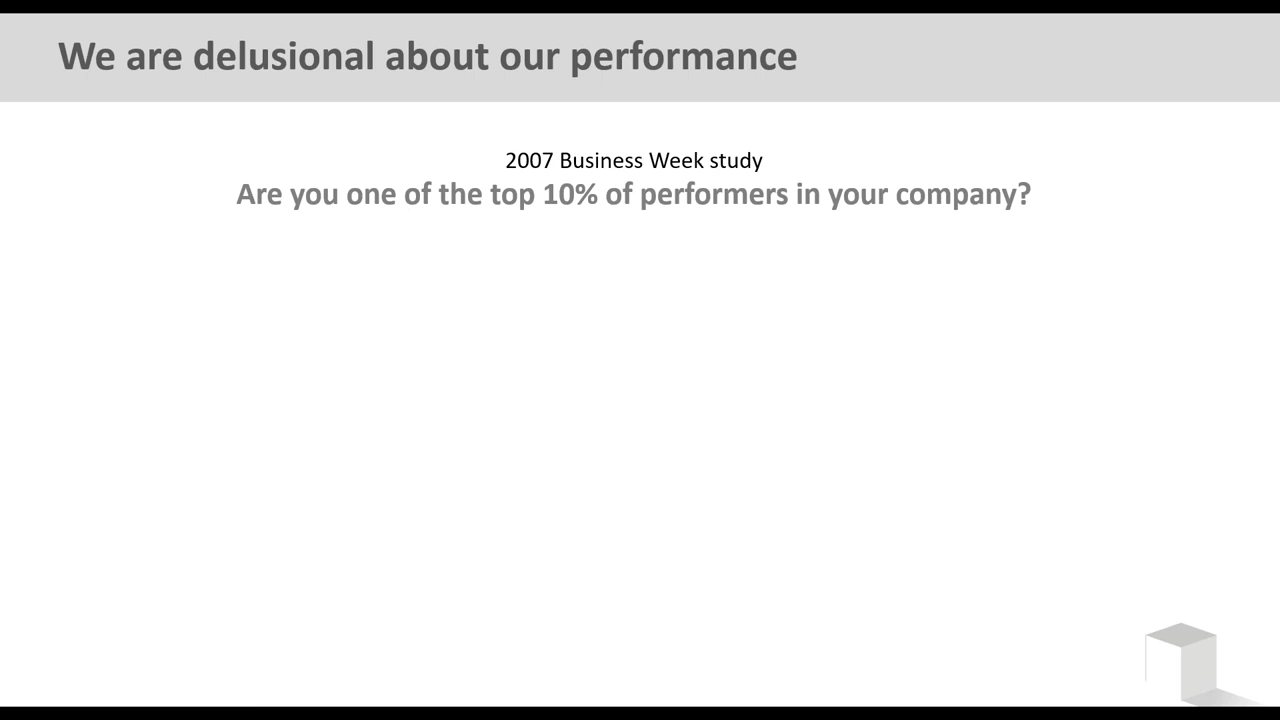 We are delusional about our performance
2007 Business Week study
Are you one of the top 10% of performers in your company?